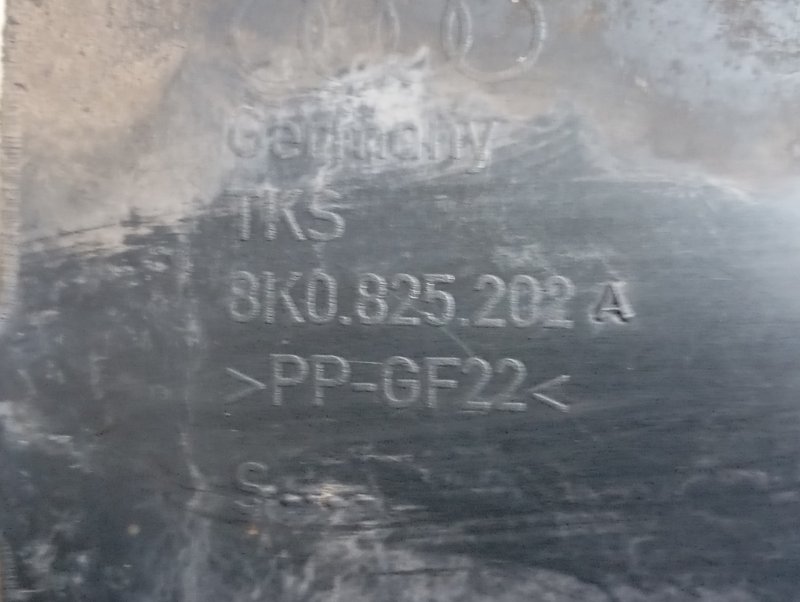 Germany
TKS
8K0.825.202 A
>PP-GF22<